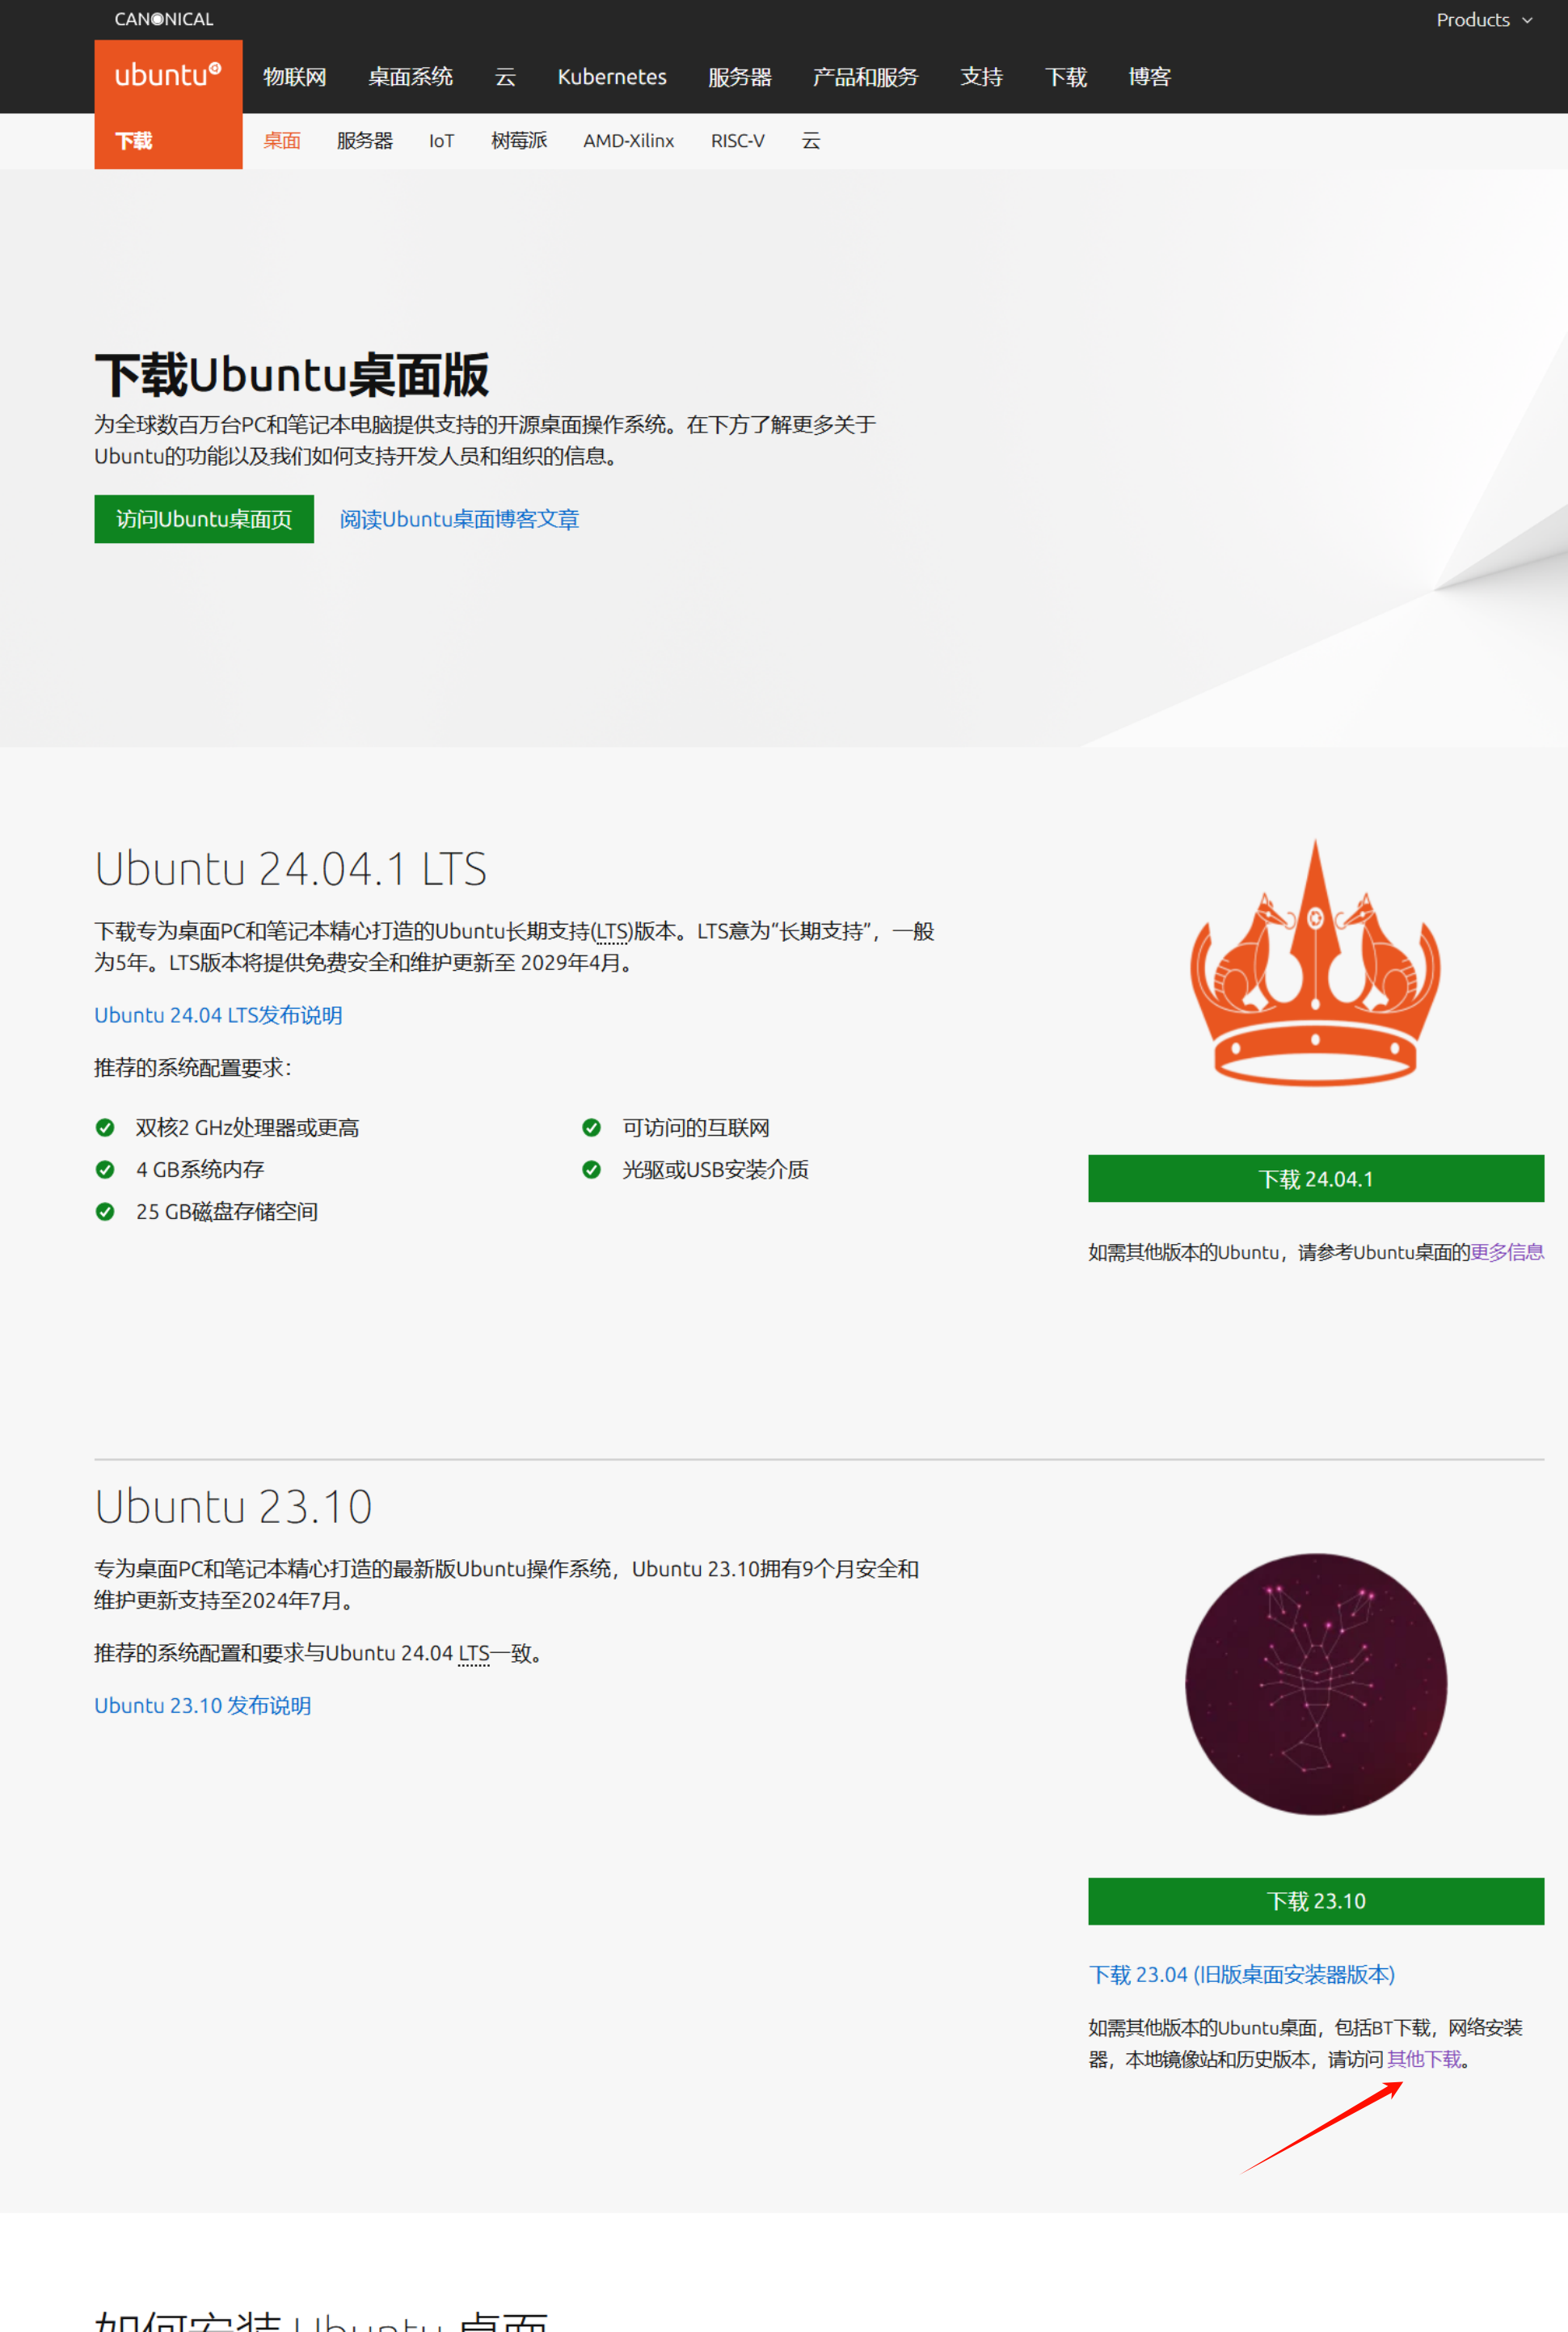 CANONICAL
Products
ubuntu
物联网 桌面系统 云 Kubernetes 服务器 产品和服务 支持 下载 博客
下载 桌面 服务器 IoT 树莓派 AMD-Xilinx RISC-V 云
下载Ubuntu桌面版
为全球数百万台PC和笔记本电脑提供支持的开源桌面操作系统。在下方了解更多关于
Ubuntu的功能以及我们如何支持开发人员和组织的信息。
访问Ubuntu桌面页 阅读Ubuntu桌面博客文章
Ubuntu 24.04.1 LTS
下载专为桌面PC和笔记本精心打造的Ubuntu长期支持(LTS)版本。LTS意为“长期支持”，一般
为5年。LTS版本将提供免费安全和维护更新至 2029年4月。
Ubuntu 24.04 LTS发布说明
推荐的系统配置要求：
双核2 GHz处理器或更高
4 GB系统内存
25 GB磁盘存储空间
可访问的互联网
光驱或USB安装介质
下载 24.04.1
如需其他版本的Ubuntu，请参考Ubuntu桌面的更多信息
Ubuntu 23.10
专为桌面PC和笔记本精心打造的最新版Ubuntu操作系统，Ubuntu 23.10拥有9个月安全和
维护更新支持至2024年7月。
推荐的系统配置和要求与Ubuntu 24.04 LTS一致。
Ubuntu 23.10 发布说明
下载 23.10
下载 23.04 (旧版桌面安装器版本)
如需其他版本的Ubuntu桌面，包括BT下载，网络安装
器，本地镜像站和历史版本，请访问 其他下载。
如何安装 Ubuntu 桌面